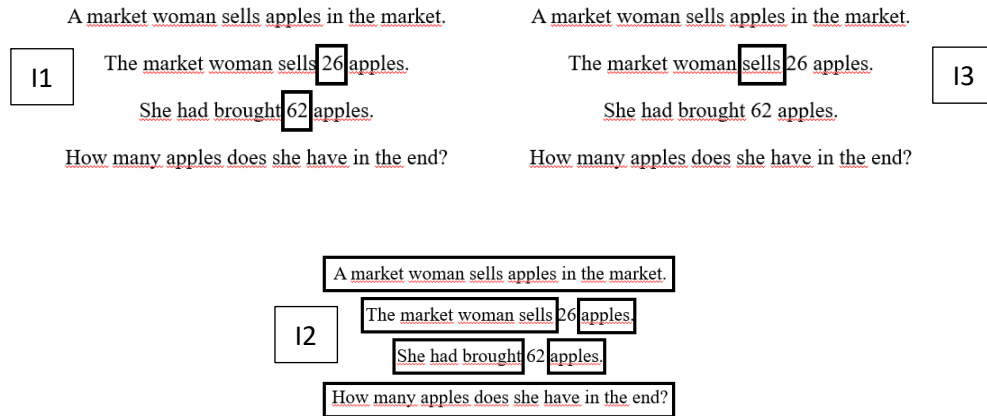 A market woman sells apples in the market.
I1
The market woman sells 26 apples.
She had brought 62 apples.
How many apples does she have in the end?
A market woman sells apples in the market.
The market woman sells 26 apples.
I3
She had brought 62 apples.
How many apples does she have in the end?
A market woman sells apples in the market.
The market woman sells 26 apples.
I2
She had brought 62 apples.
How many apples does she have in the end?